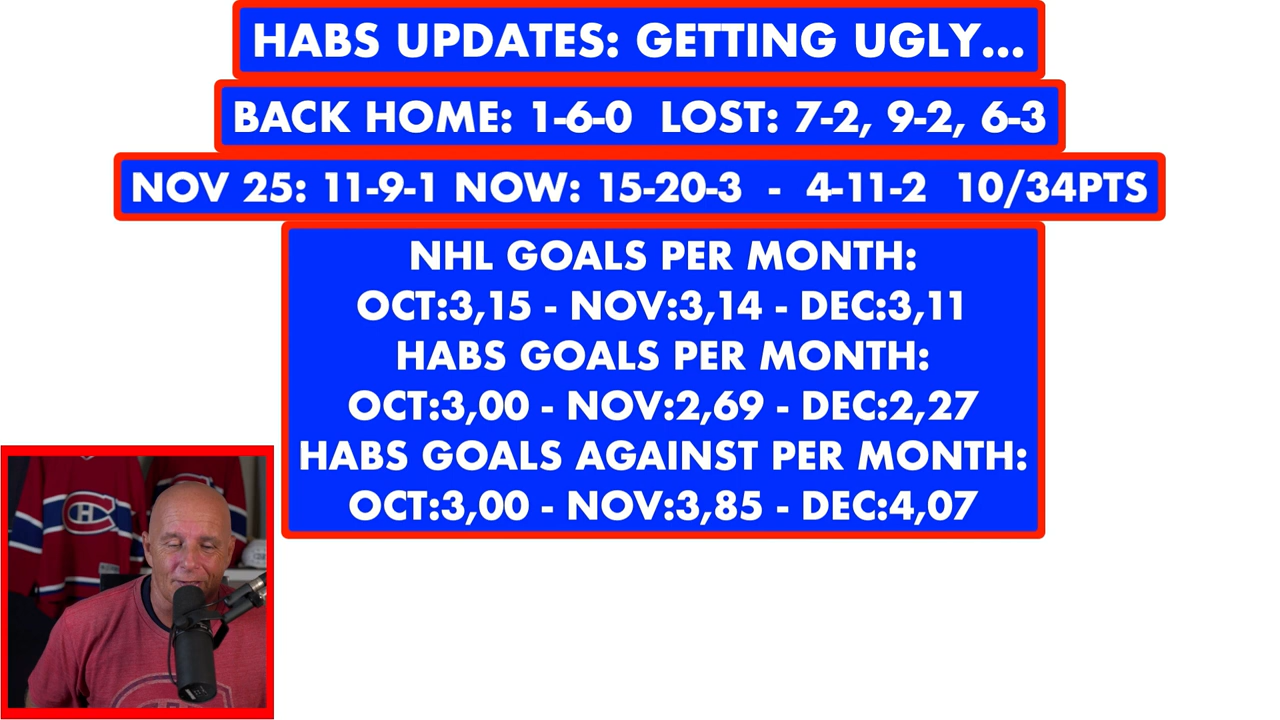 HABS UPDATES: GETTING UGLY...
BACK HOME: 1-6-0 LOST: 7-2, 9-2, 6-3
NOV 25: 11-9-1 NOW: 15-20-3 - 4-11-2 10/34PTS
NHL GOALS PER MONTH:
OCT:3,15 - NOV:3,14 - DEC:3,11
HABS GOALS PER MONTH:
OCT:3,00 - NOV:2,69 - DEC:2,27
HABS GOALS AGAINST PER MONTH:
OCT:3,00 - NOV:3,85 - DEC:4,07